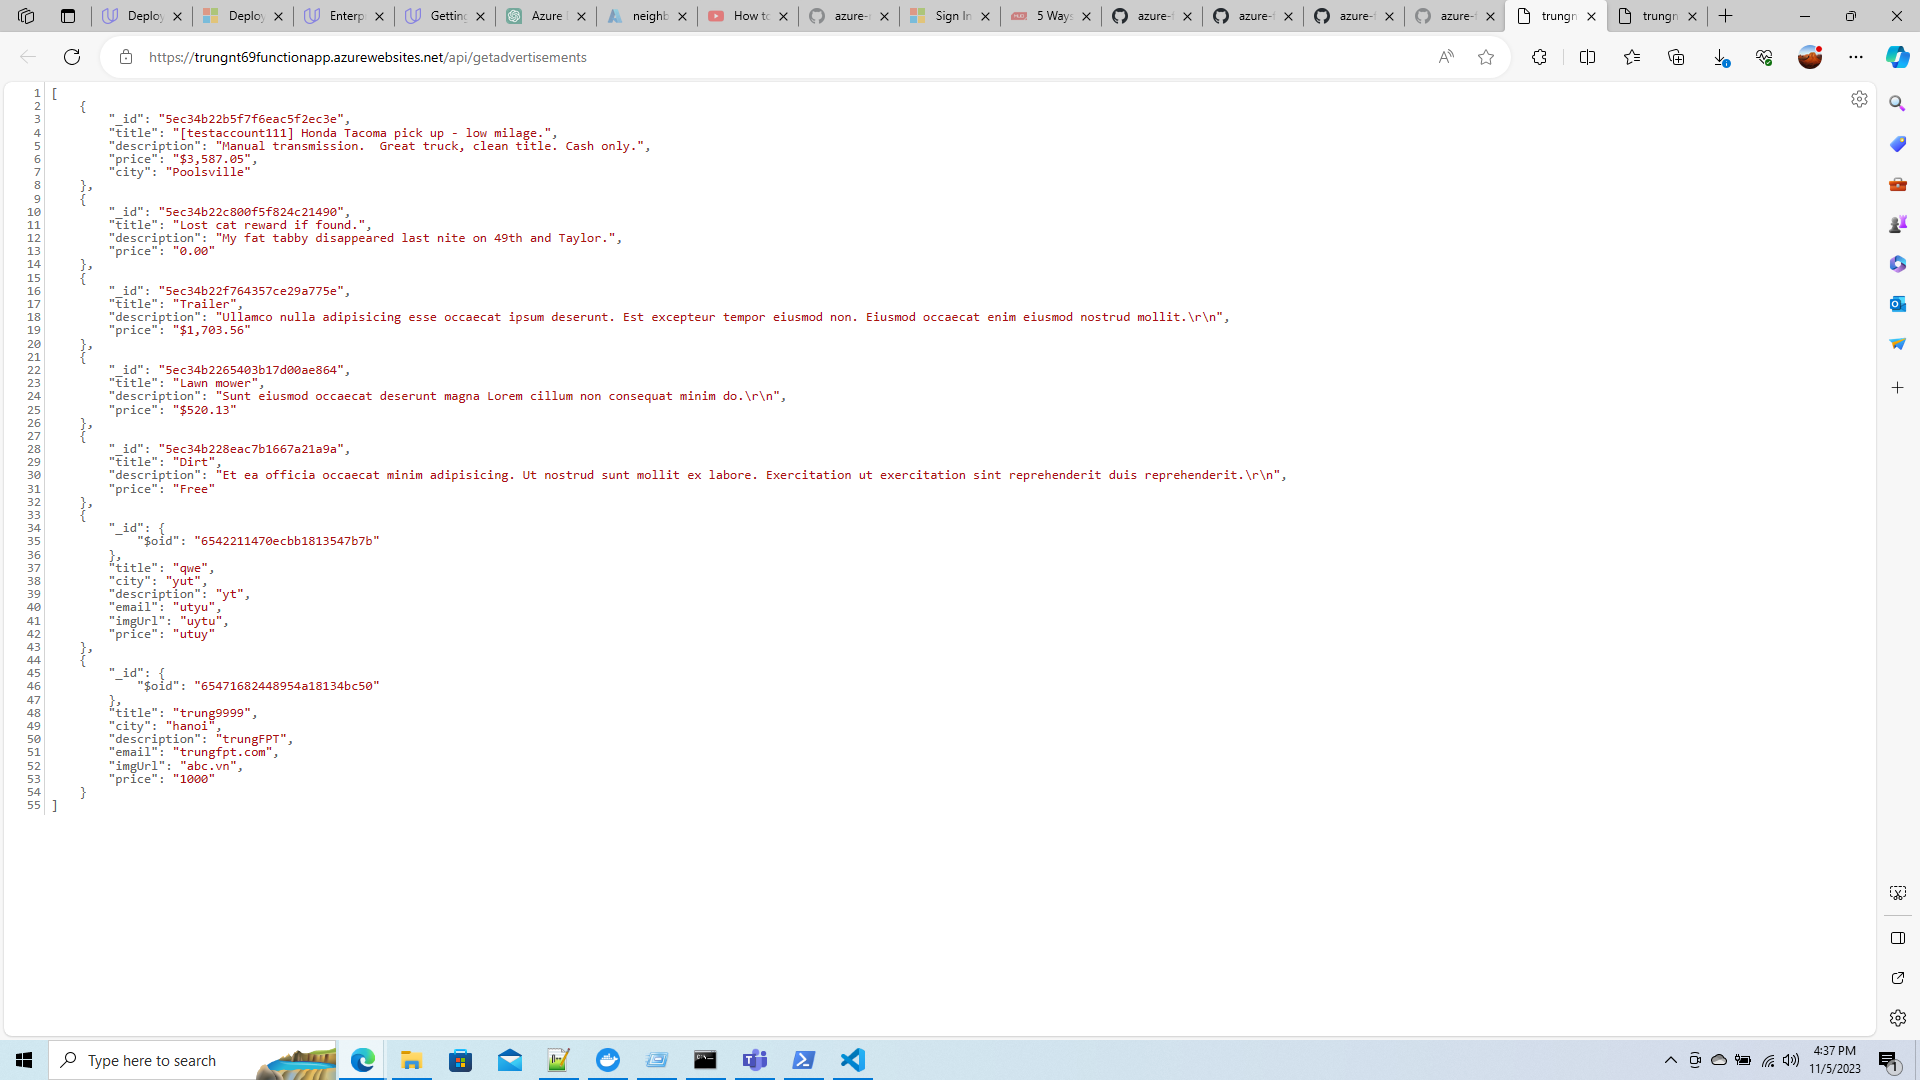 Deploy
Deploy
Enterp
Getting
Azure
neighb
How to
azure-
Sign In
5 Ways
azure-f
azure-f
azure-f
azure-f
trungn
trungn
https://trungnt69functionapp.azurewebsites.net/api/getadvertisements
1 [
2 {
3 "_id": "5ec34b22b5f7f6eac5f2ec3e",
4 "title": "[testaccount111] Honda Tacoma pick up - low milage.",
5 "description": "Manual transmission.  Great truck, clean title. Cash only.",
6 "price": "$3,587.05",
7 "city": "Poolsville"
8 },
9 {
10 "_id": "5ec34b22c800f5f824c21490",
11 "title": "Lost cat reward if found.",
12 "description": "My fat tabby disappeared last nite on 49th and Taylor.",
13 "price": "0.00"
14 },
15 {
16 "_id": "5ec34b22f764357ce29a775e",
17 "title": "Trailer",
18 "description": "Ullamco nulla adipisicing esse occaecat ipsum deserunt. Est excepteur tempor eiusmod non. Eiusmod occaecat enim eiusmod nostrud mollit.\r\n",
19 "price": "$1,703.56"
20 },
21 {
22 "_id": "5ec34b2265403b17d00ae864",
23 "title": "Lawn mower",
24 "description": "Sunt eiusmod occaecat deserunt magna Lorem cillum non consequat minim do.\r\n",
25 "price": "$520.13"
26 },
27 {
28 "_id": "5ec34b228eac7b1667a21a9a",
29 "title": "Dirt",
30 "description": "Et ea officia occaecat minim adipisicing. Ut nostrud sunt mollit ex labore. Exercitation ut exercitation sint reprehenderit duis reprehenderit.\r\n",
31 "price": "Free"
32 },
33 {
34 "_id": {
35 "$oid": "6542211470ecbb1813547b7b"
36 },
37 "title": "qwe",
38 "city": "yut",
39 "description": "yt",
40 "email": "utyu",
41 "imgUrl": "uytu",
42 "price": "utuy"
43 },
44 {
45 "_id": {
46 "$oid": "65471682448954a18134bc50"
47 },
48 "title": "trung9999",
49 "city": "hanoi",
50 "description": "trungFPT",
51 "email": "trungfpt.com",
52 "imgUrl": "abc.vn",
53 "price": "1000"
54 }
55 ]
Type here to search
4:37 PM
11/5/2023
1